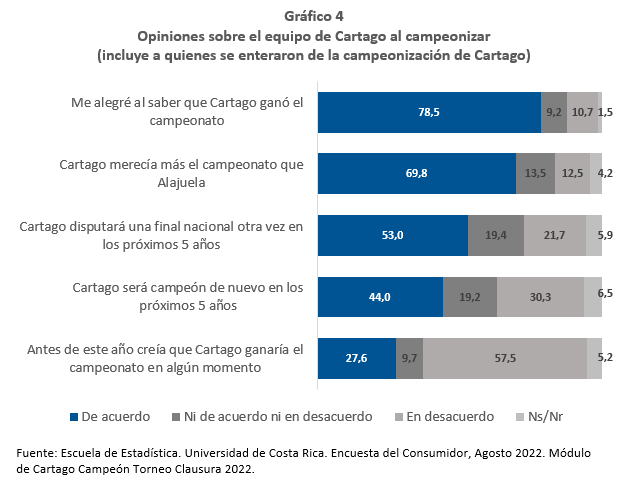 Gráfico 4
Opiniones sobre el equipo de Cartago al campeonizar
(incluye a quienes se enteraron de la campeonización de Cartago)
Me alegré al saber que Cartago ganó el
campeonato
78,5 9,2 10,7 1,5
Cartago merecía más el campeonato que
Alajuela
69,8 13,5 12,5 4,2
Cartago disputará una final nacional otra vez en
los próximos 5 años
53,0 19,4 21,7 5,9
Cartago será campeón de nuevo en los
próximos 5 años
44,0 19,2 30,3 6,5
Antes de este año creía que Cartago ganaría el
campeonato en algún momento
27,6 9,7 57,5 5,2
De acuerdo Ni de acuerdo ni en desacuerdo En desacuerdo Ns/Nr
Fuente: Escuela de Estadística. Universidad de Costa Rica. Encuesta del Consumidor, Agosto 2022. Módulo
de Cartago Campeón Torneo Clausura 2022.